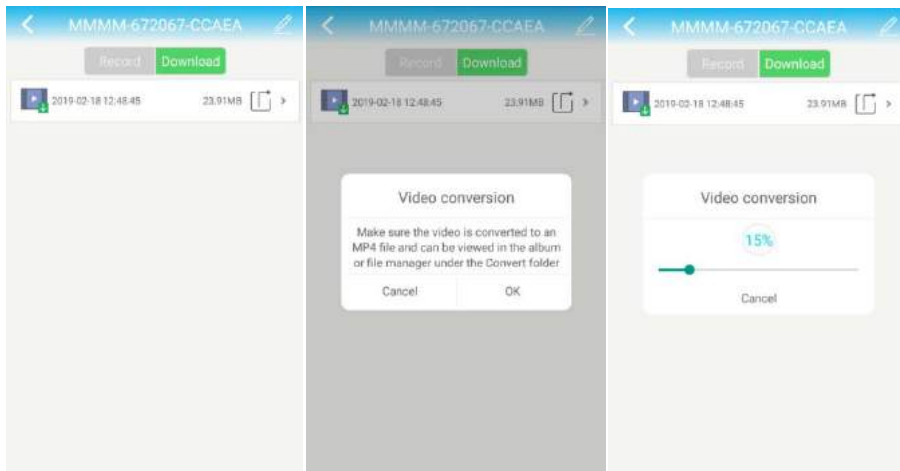 MMMM-672067-CCAEA
Record Download
2019-02-18 12:48:45 23.91MB
MMMM-672067-CCAEA
Record Download
2019-02-18 12:48:45 23.91MB
Video conversion
Make sure the video is converted to an
MP4 file and can be viewed in the album
or file manager under the Convert folder
Cancel OK
MMMM-672067-CCAEA
Record Download
2019-02-18 12:48:45 23.91MB
Video conversion
15%
Cancel